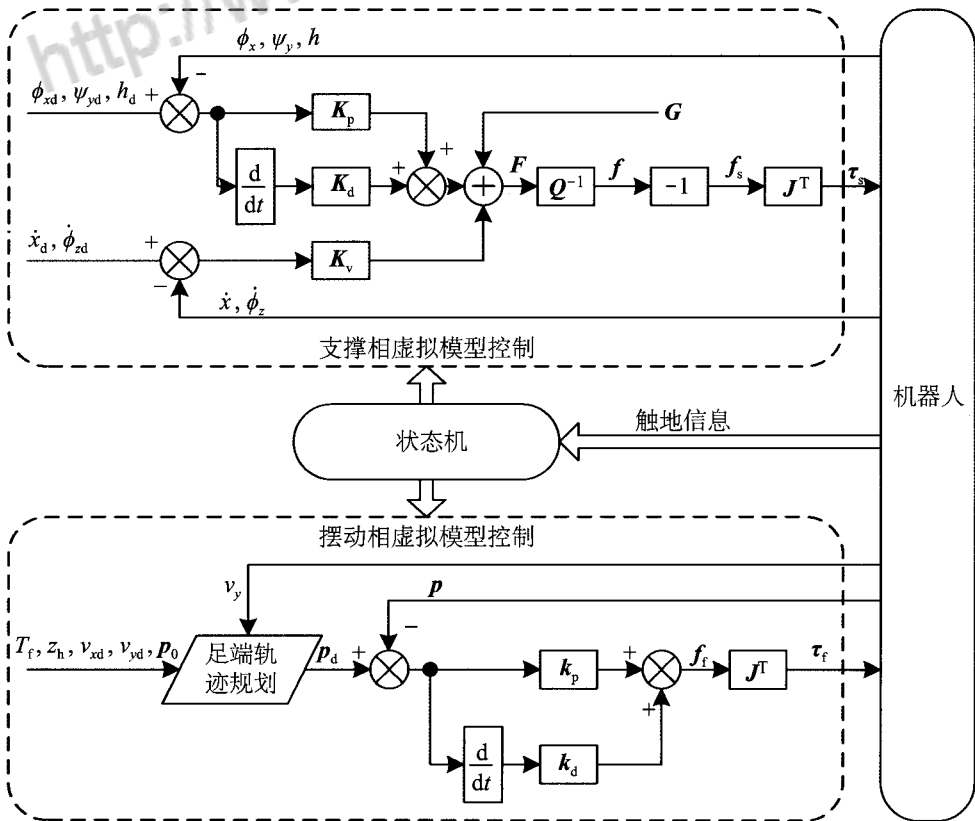 http://w
ϕx, ψy, h
−
ϕxd, ψyd, hd
+
Kp
G
+
d
dt
Kd
+
+
F
Q⁻¹
f
-1
fs
Jᵀ
τs
ẋd, ϕ̇zd
+
Kv
−
ẋ, ϕ̇z
支撑相虚拟模型控制
机器人
状态机
触地信息
摆动相虚拟模型控制
vy
p
−
Tf, zh, vxd, vyd, p0
足端轨
迹规划
pd
+
kp
+
ff
Jᵀ
τf
+
d
dt
kd